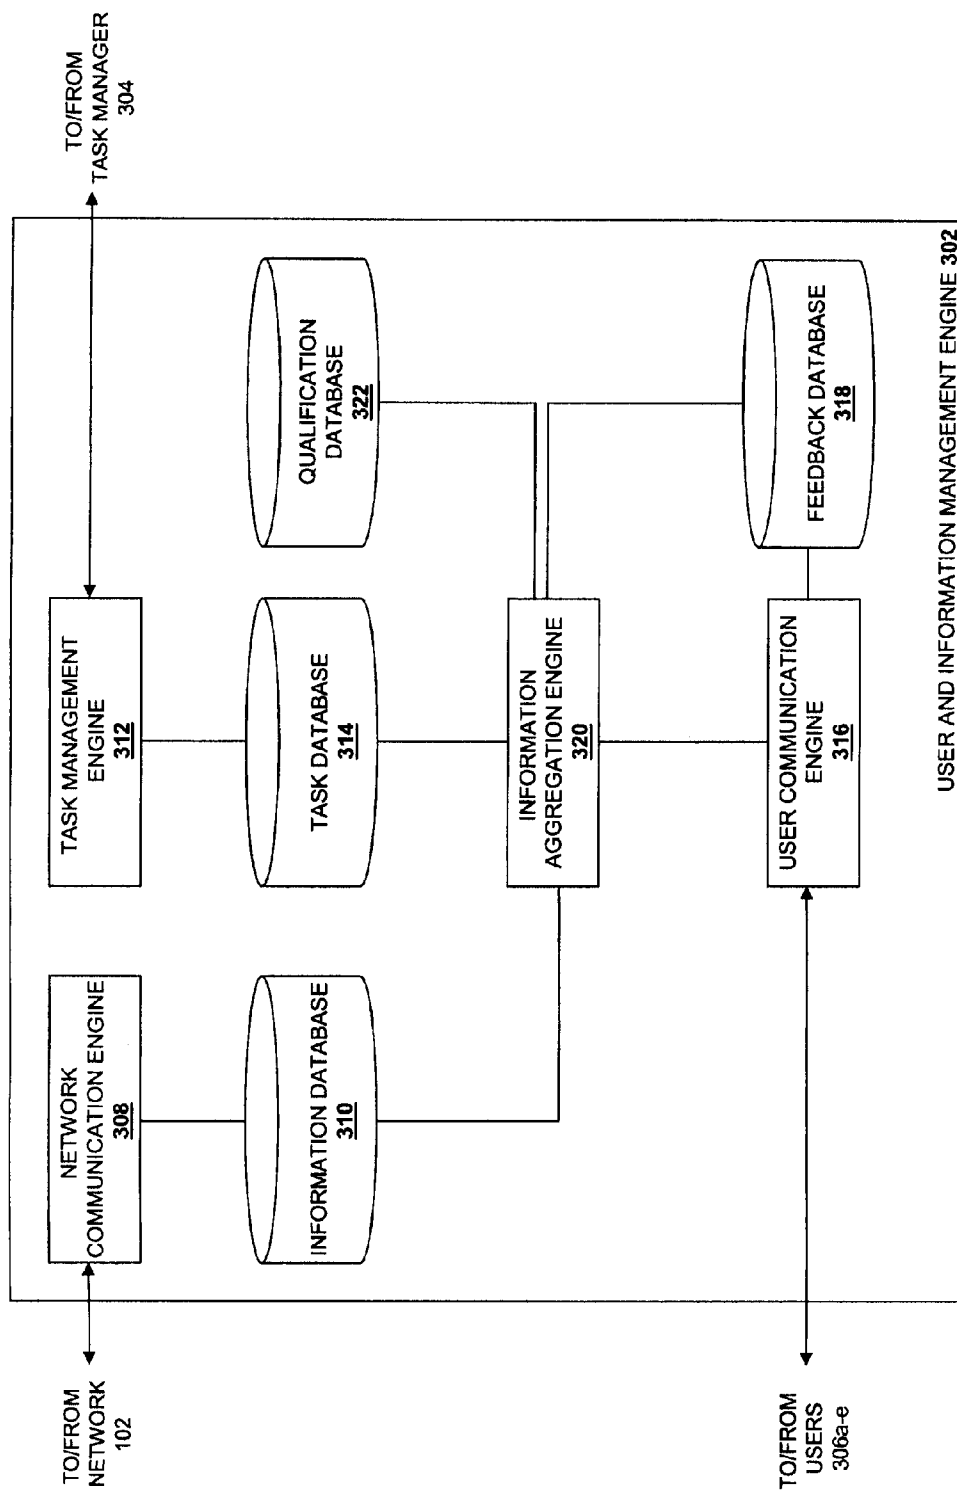 TO/FROM
NETWORK
102
NETWORK
COMMUNICATION ENGINE
308
TASK MANAGEMENT
ENGINE
312
TO/FROM
TASK MANAGER
304
INFORMATION DATABASE
310
TASK DATABASE
314
QUALIFICATION
DATABASE
322
INFORMATION
AGGREGATION ENGINE
320
TO/FROM
USERS
306a-e
USER COMMUNICATION
ENGINE
316
FEEDBACK DATABASE
318
USER AND INFORMATION MANAGEMENT ENGINE 302